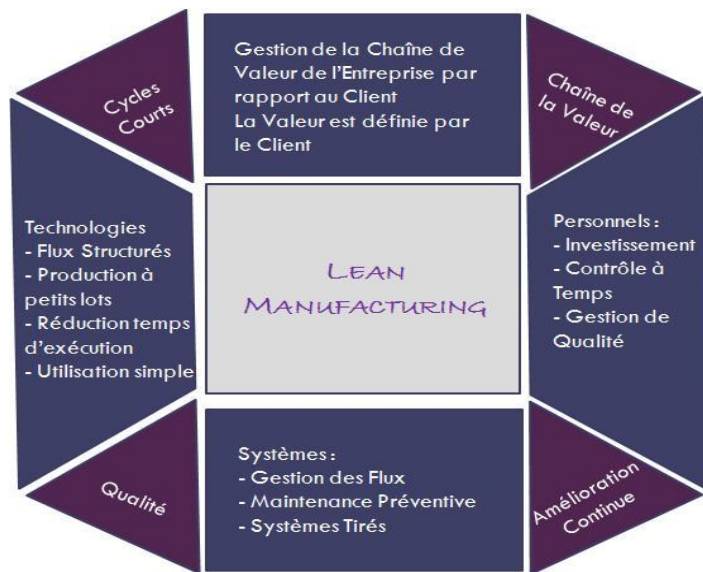 Cycles
Courts
Gestion de la Chaîne de
Valeur de l'Entreprise par
rapport au Client
La Valeur est définie par
le Client
Chaîne de
la Valeur
Technologies
- Flux Structurés
- Production à
petits lots
- Réduction temps
d'exécution
- Utilisation simple
LEAN
MANUFACTURING
Personnels :
- Investissement
- Contrôle à
Temps
- Gestion de
Qualité
Qualité
Systèmes :
- Gestion des Flux
- Maintenance Préventive
- Systèmes Tirés
Amélioration
Continue